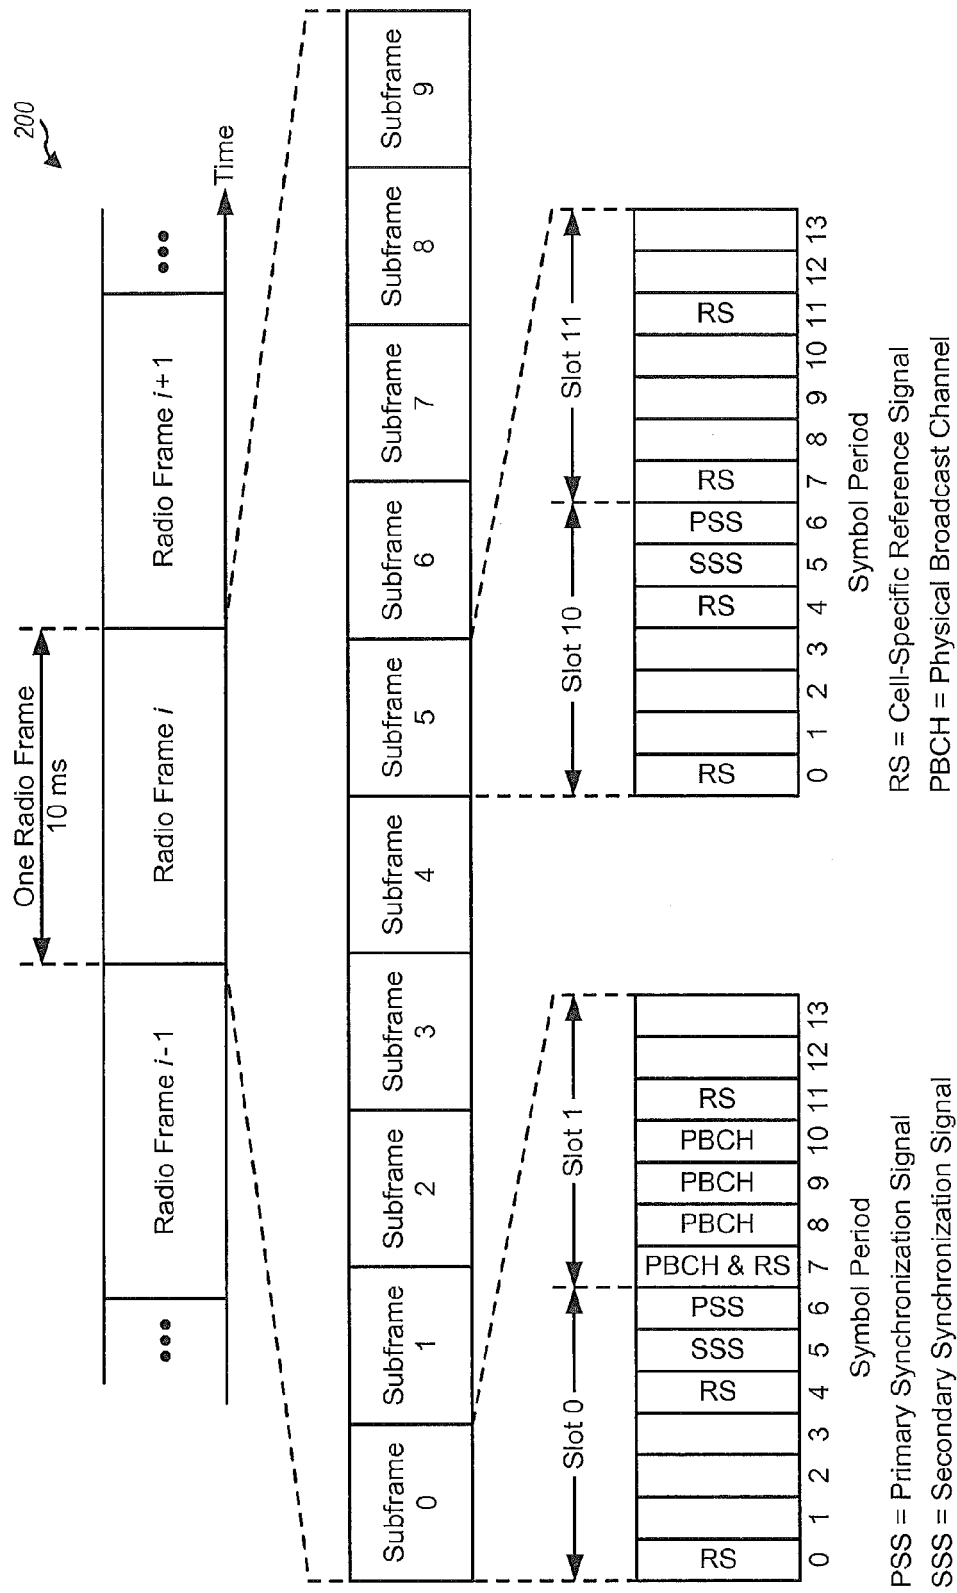 200
One Radio Frame
10 ms
Radio Frame i-1
Radio Frame i
Radio Frame i+1
Time
Subframe
0
Subframe
1
Subframe
2
Subframe
3
Subframe
4
Subframe
5
Subframe
6
Subframe
7
Subframe
8
Subframe
9
Slot 0
Slot 1
RS
RS
SSS
PSS
PBCH & RS
PBCH
PBCH
PBCH
RS
0 1 2 3 4 5 6 7 8 9 10 11 12 13
Symbol Period
Slot 10
Slot 11
RS
RS
SSS
PSS
RS
RS
0 1 2 3 4 5 6 7 8 9 10 11 12 13
Symbol Period
PSS = Primary Synchronization Signal
SSS = Secondary Synchronization Signal
RS = Cell-Specific Reference Signal
PBCH = Physical Broadcast Channel